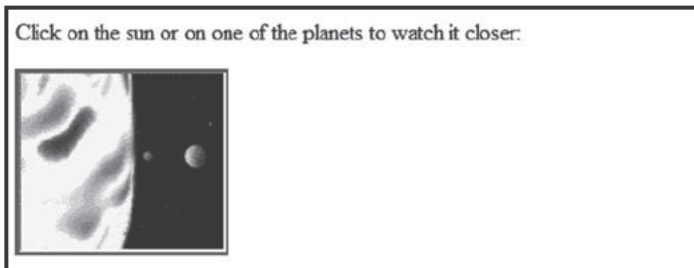 Click on the sun or on one of the planets to watch it closer: